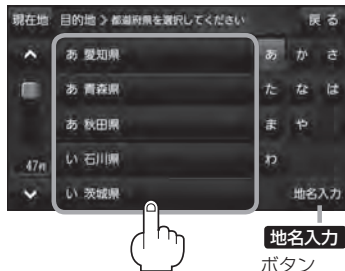 現在地 目的地 > 都道府県を選択してください 戻る
あ 愛知県
あ 青森県
あ 秋田県
い 石川県
い 茨城県
あ か さ
た な は
ま や
わ
47件
地名入力
地名入力
ボタン